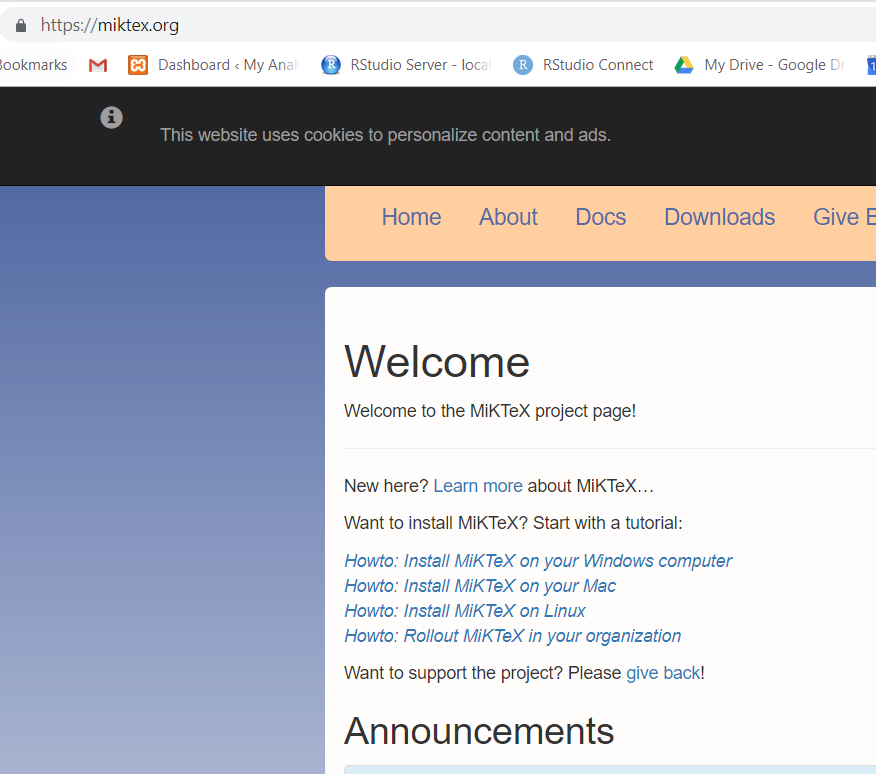 https://miktex.org
Bookmarks Dashboard ‹ My Anal RStudio Server - local RStudio Connect My Drive - Google Dr
This website uses cookies to personalize content and ads.
Home About Docs Downloads Give B
Welcome
Welcome to the MiKTeX project page!
New here? Learn more about MiKTeX…
Want to install MiKTeX? Start with a tutorial:
Howto: Install MiKTeX on your Windows computer
Howto: Install MiKTeX on your Mac
Howto: Install MiKTeX on Linux
Howto: Rollout MiKTeX in your organization
Want to support the project? Please give back!
Announcements